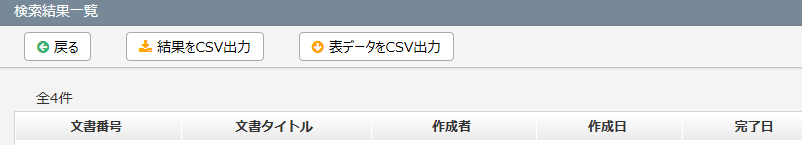 検索結果一覧
戻る 結果をCSV出力 表データをCSV出力
全4件
文書番号 文書タイトル 作成者 作成日 完了日